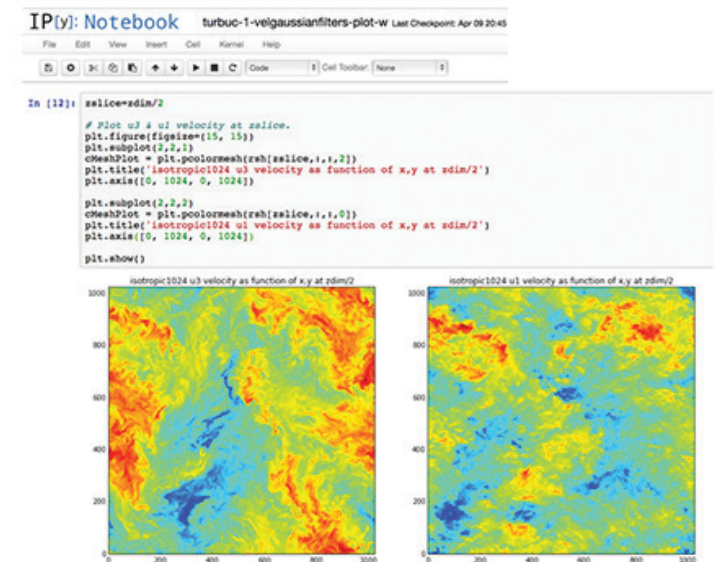 IP[y]: Notebook turbuc-1-velgaussianfilters-plot-w Last Checkpoint: Apr 09 20:45
File Edit View Insert Cell Kernel Help
Code Cell Toolbar: None
In [12]: zslice=zdim/2
# Plot u3 & u1 velocity at zslice.
plt.figure(figsize=(15, 15))
plt.subplot(2,2,1)
cMeshPlot = plt.pcolormesh(rsh[zslice,:,:,2])
plt.title('isotropic1024 u3 velocity as function of x,y at zdim/2')
plt.axis([0, 1024, 0, 1024])
plt.subplot(2,2,2)
cMeshPlot = plt.pcolormesh(rsh[zslice,:,:,0])
plt.title('isotropic1024 u1 velocity as function of x,y at zdim/2')
plt.axis([0, 1024, 0, 1024])
plt.show()
isotropic1024 u3 velocity as function of x,y at zdim/2
1000
800
600
400
200
0
0 200 400 600 800 1000
isotropic1024 u1 velocity as function of x,y at zdim/2
1000
800
600
400
200
0
0 200 400 600 800 1000